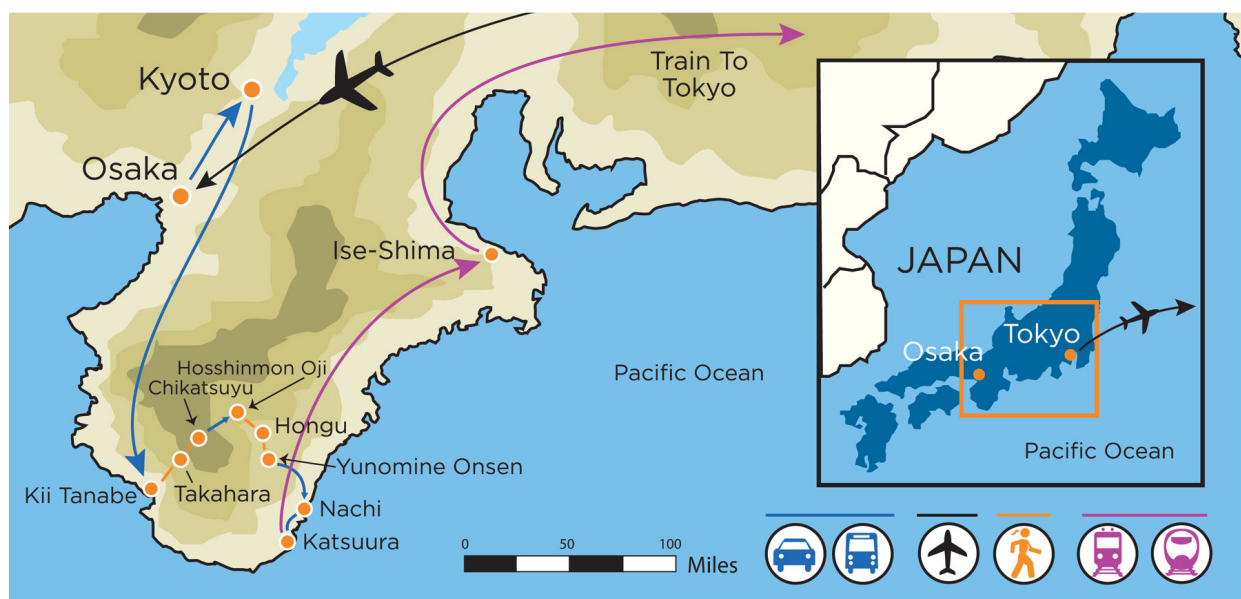 Kyoto
Train To
Tokyo
Osaka
Ise-Shima
Hosshinmon Oji
Chikatsuyu
Hongu
Yunomine Onsen
Kii Tanabe
Takahara
Nachi
Katsuura
Pacific Ocean
0 50 100
Miles
JAPAN
Tokyo
Osaka
Pacific Ocean